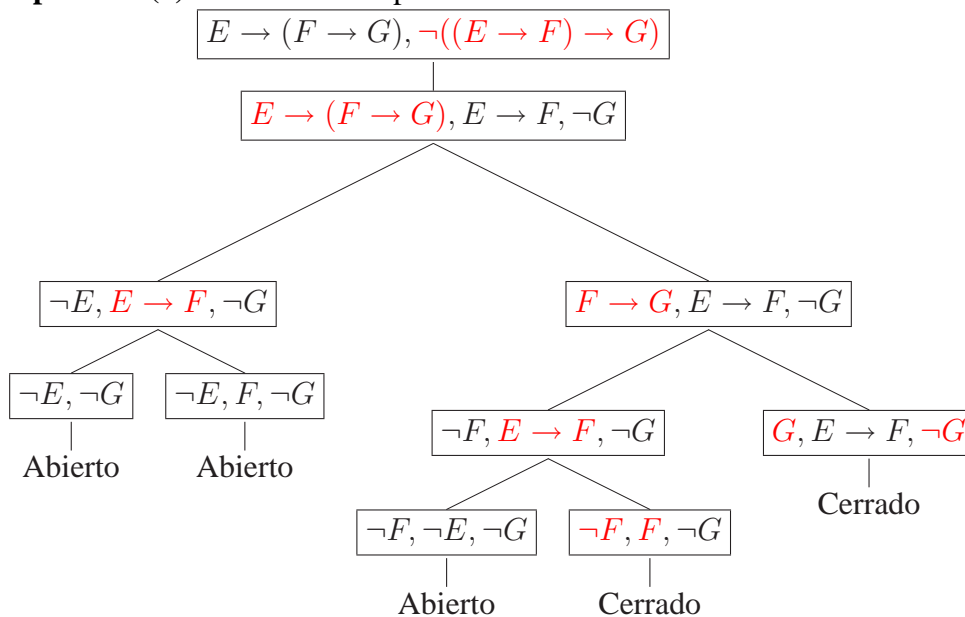 E → (F → G), ¬((E → F) → G)
E → (F → G), E → F, ¬G
¬E, E → F, ¬G
F → G, E → F, ¬G
¬E, ¬G
¬E, F, ¬G
¬F, E → F, ¬G
G, E → F, ¬G
Abierto
Abierto
Cerrado
¬F, ¬E, ¬G
¬F, F, ¬G
Abierto
Cerrado